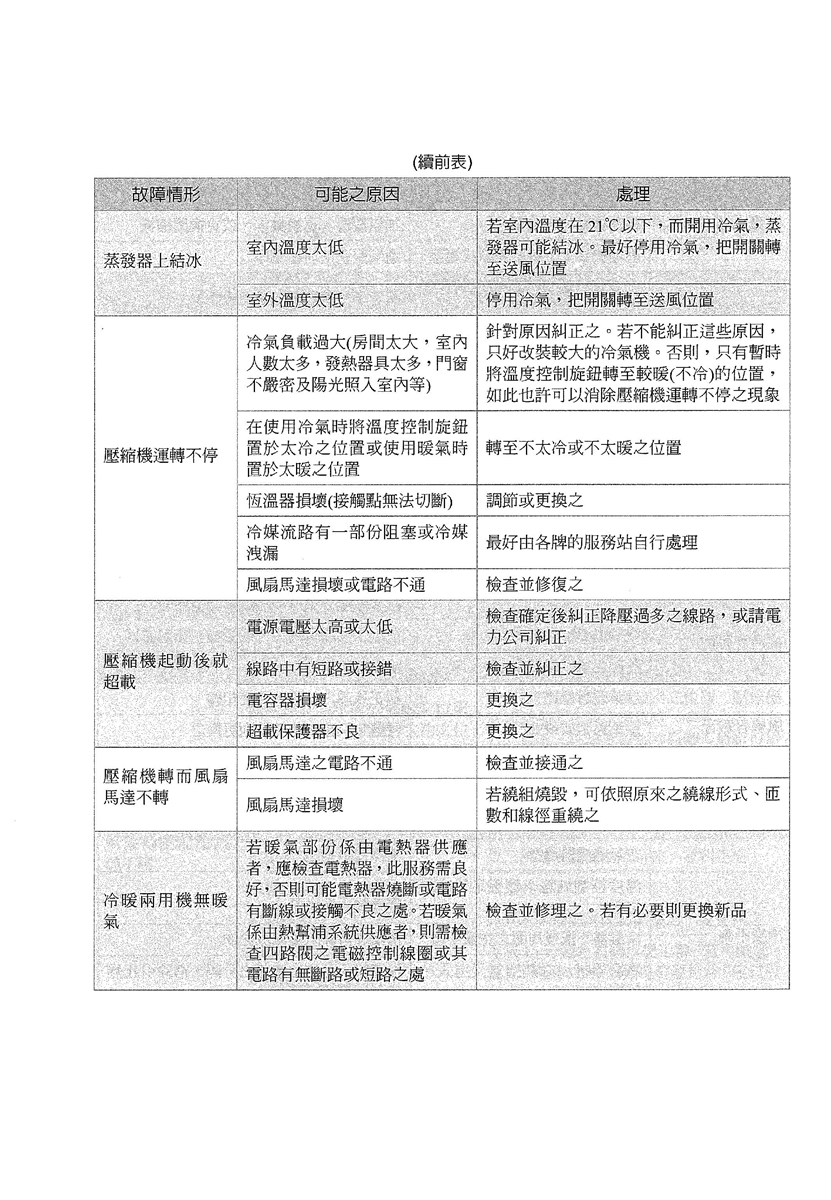 (續前表)
故障情形
可能之原因
處理
蒸發器上結冰
室內溫度太低
若室內溫度在 21℃以下，而開用冷氣，蒸
發器可能結冰。最好停用冷氣，把開關轉
至送風位置
室外溫度太低
停用冷氣，把開關轉至送風位置
壓縮機運轉不停
冷氣負載過大(房間太大，室內
人數太多，發熱器具太多，門窗
不嚴密及陽光照入室內等)
針對原因糾正之。若不能糾正這些原因，
只好改裝較大的冷氣機。否則，只有暫時
將溫度控制旋鈕轉至較暖(不冷)的位置，
如此也許可以消除壓縮機運轉不停之現象
在使用冷氣時將溫度控制旋鈕
置於太冷之位置或使用暖氣時
置於太暖之位置
轉至不太冷或不太暖之位置
恆溫器損壞(接觸點無法切斷)
調節或更換之
冷媒流路有一部份阻塞或冷媒
洩漏
最好由各牌的服務站自行處理
風扇馬達損壞或電路不通
檢查並修復之
壓縮機起動後就
超載
電源電壓太高或太低
檢查確定後糾正降壓過多之線路，或請電
力公司糾正
線路中有短路或接錯
檢查並糾正之
電容器損壞
更換之
超載保護器不良
更換之
壓縮機轉而風扇
馬達不轉
風扇馬達之電路不通
檢查並接通之
風扇馬達損壞
若繞組燒毀，可依照原來之繞線形式、匝
數和線徑重繞之
冷暖兩用機無暖
氣
若暖氣部份係由電熱器供應
者，應檢查電熱器，此服務需良
好，否則可能電熱器燒斷或電路
有斷線或接觸不良之處。若暖氣
係由熱幫浦系統供應者，則需檢
查四路閥之電磁控制線圈或其
電路有無斷路或短路之處
檢查並修理之。若有必要則更換新品